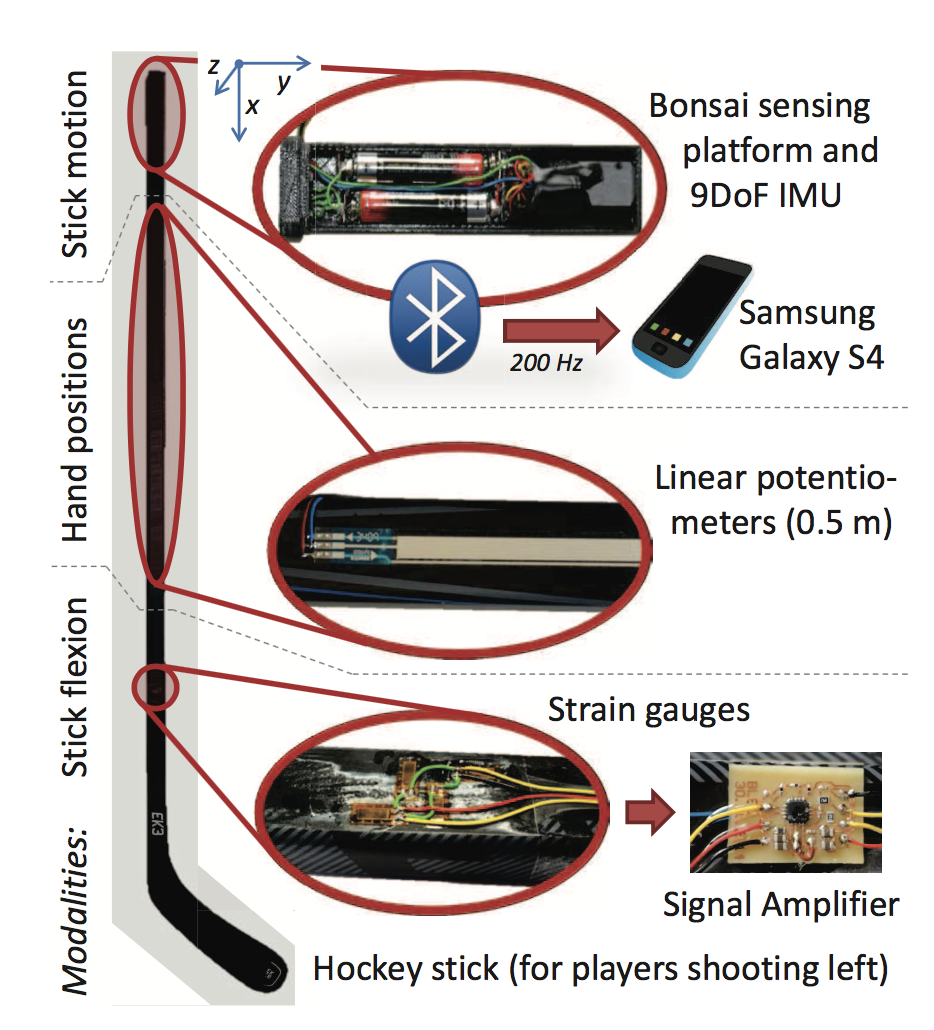 Stick motion
z
y
x
Bonsai sensing
platform and
9DoF IMU
200 Hz
Samsung
Galaxy S4
Hand positions
Linear potentio-
meters (0.5 m)
Stick flexion
Strain gauges
EK3
Signal Amplifier
Modalities:
Hockey stick (for players shooting left)